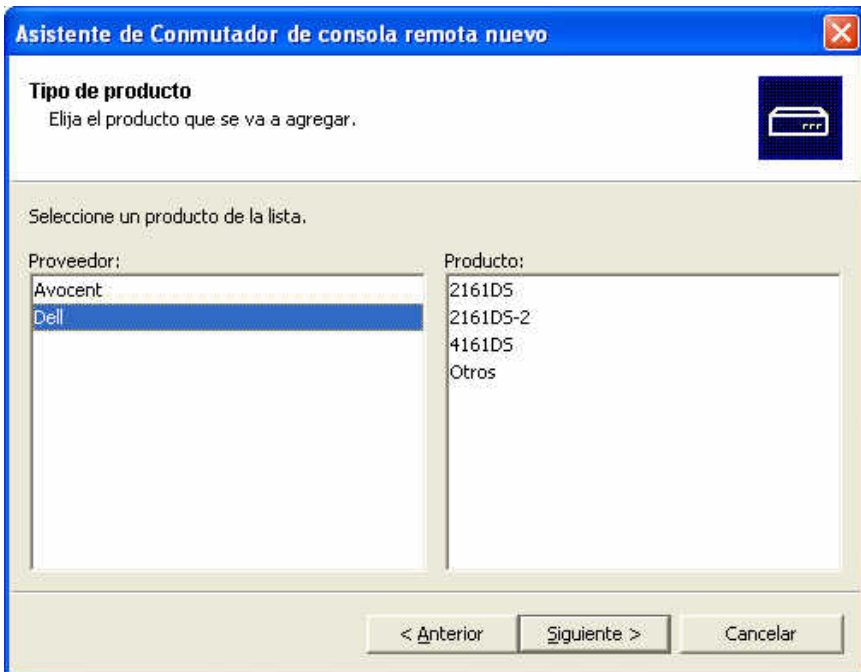 Asistente de Conmutador de consola remota nuevo
Tipo de producto
Elija el producto que se va a agregar.
Seleccione un producto de la lista.
Proveedor:
Avocent
Dell
Producto:
2161DS
2161DS-2
4161DS
Otros
< Anterior
Siguiente >
Cancelar